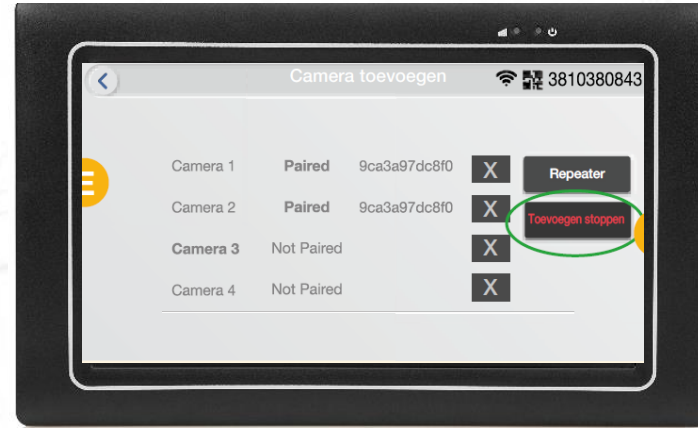 Camera toevoegen
3810380843
Camera 1 Paired 9ca3a97dc8f0 X
Repeater
Camera 2 Paired 9ca3a97dc8f0 X
Toevoegen stoppen
Camera 3 Not Paired X
Camera 4 Not Paired X